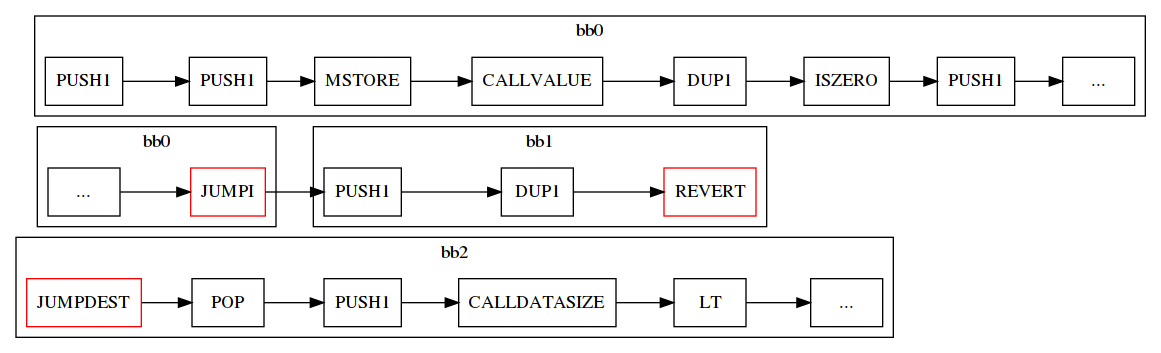 bb0
PUSH1 PUSH1 MSTORE CALLVALUE DUP1 ISZERO PUSH1 ...
bb0 bb1
... JUMPI PUSH1 DUP1 REVERT
bb2
JUMPDEST POP PUSH1 CALLDATASIZE LT ...